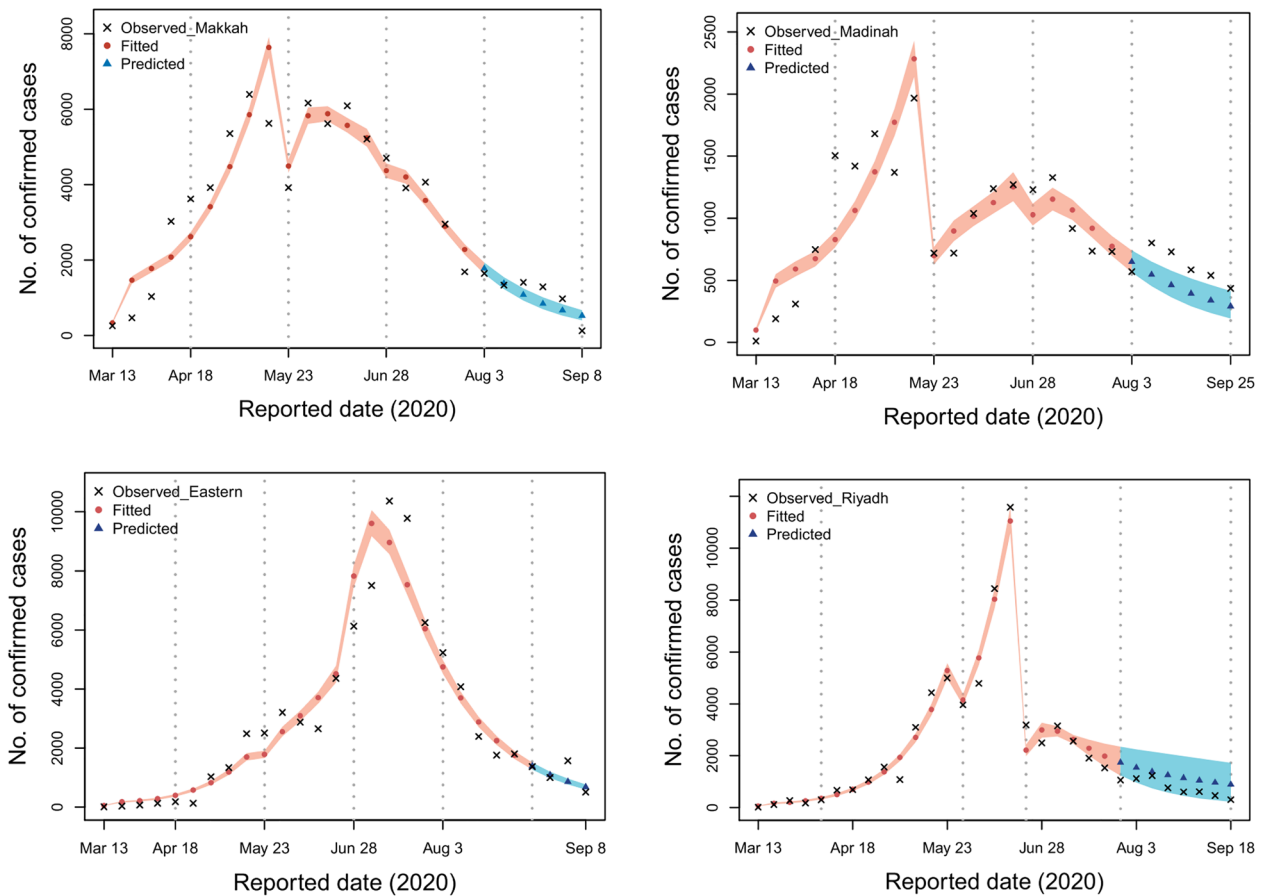 No. of confirmed cases
8000
6000
4000
2000
0
Observed_Makkah
Fitted
Predicted
Mar 13 Apr 18 May 23 Jun 28 Aug 3 Sep 8
Reported date (2020)
No. of confirmed cases
2500
2000
1500
1000
500
0
Observed_Madinah
Fitted
Predicted
Mar 13 Apr 18 May 23 Jun 28 Aug 3 Sep 25
Reported date (2020)
No. of confirmed cases
10000
8000
6000
4000
2000
0
Observed_Eastern
Fitted
Predicted
Mar 13 Apr 18 May 23 Jun 28 Aug 3 Sep 8
Reported date (2020)
No. of confirmed cases
10000
8000
6000
4000
2000
0
Observed_Riyadh
Fitted
Predicted
Mar 13 Apr 18 May 23 Jun 28 Aug 3 Sep 18
Reported date (2020)